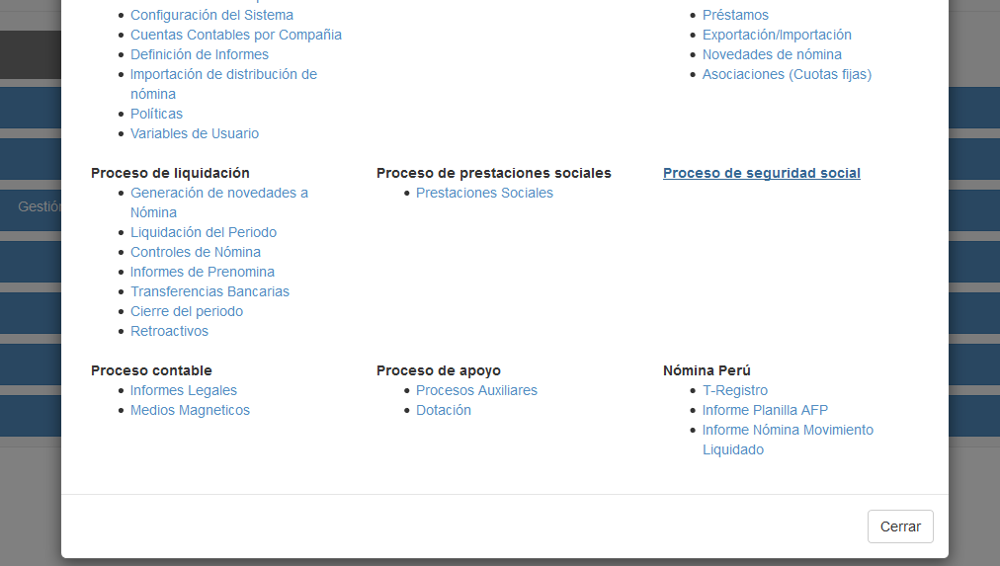 Configuración del Sistema
Cuentas Contables por Compañia
Definición de Informes
Importación de distribución de
nómina
Políticas
Variables de Usuario
Préstamos
Exportación/Importación
Novedades de nómina
Asociaciones (Cuotas fijas)
Proceso de liquidación
Generación de novedades a
Nómina
Liquidación del Periodo
Controles de Nómina
Informes de Prenomina
Transferencias Bancarias
Cierre del periodo
Retroactivos
Proceso de prestaciones sociales
Prestaciones Sociales
Proceso de seguridad social
Gestión
Proceso contable
Informes Legales
Medios Magneticos
Proceso de apoyo
Procesos Auxiliares
Dotación
Nómina Perú
T-Registro
Informe Planilla AFP
Informe Nómina Movimiento
Liquidado
Cerrar